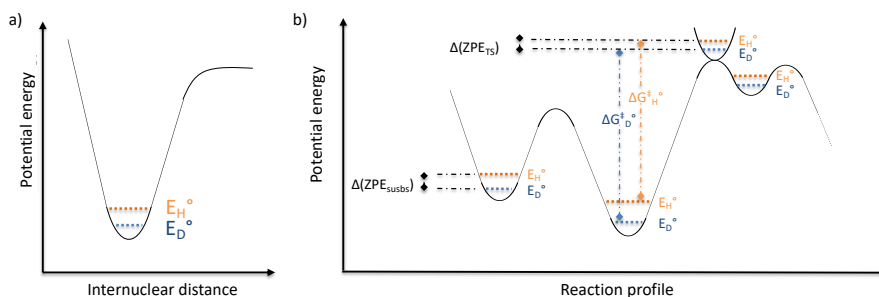 a)
Potential energy
E_H°
E_D°
Internuclear distance
b)
Potential energy
Δ(ZPE_TS)
E_H°
E_D°
E_H°
E_D°
ΔG‡_H°
ΔG‡_D°
Δ(ZPE_susbs)
E_H°
E_D°
E_H°
E_D°
Reaction profile